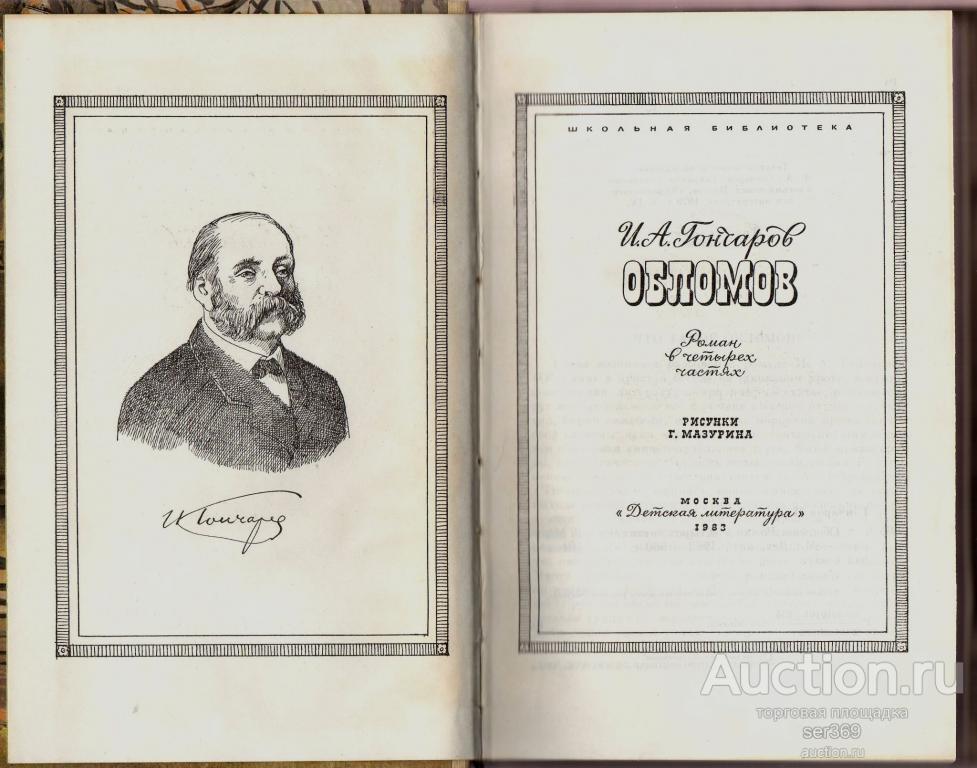 И Гончаров
ШКОЛЬНАЯ БИБЛИОТЕКА
И. А. Гончаров
ОБЛОМОВ
Роман
в четырех
частях
РИСУНКИ
Г. МАЗУРИНА
МОСКВА
«Детская литература»
1983
Auction.ru
торговая площадка
ser369
auction.ru